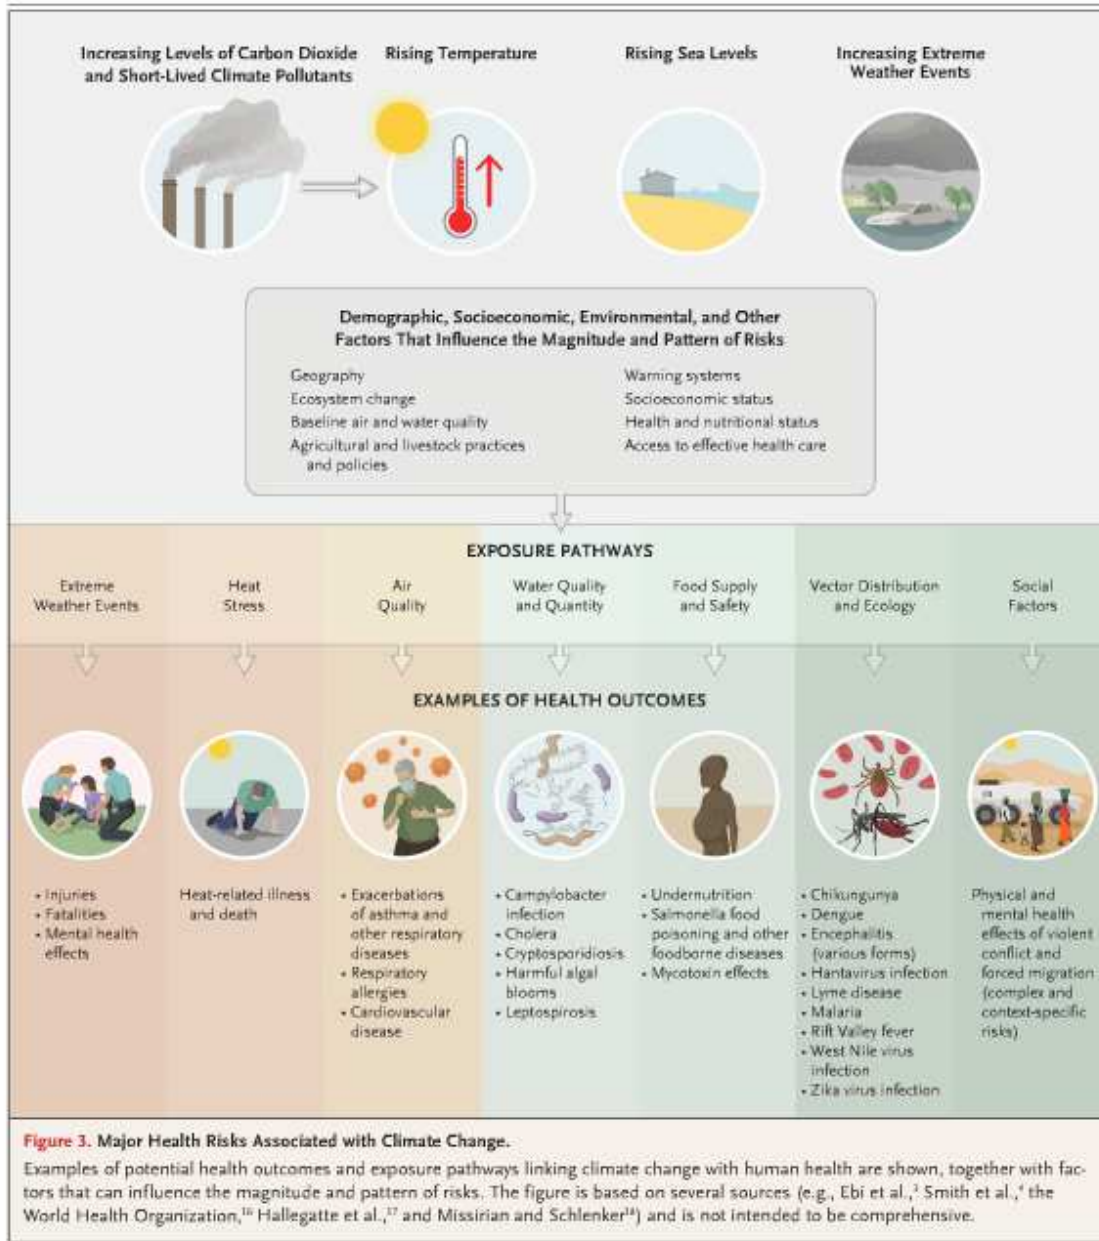 Increasing Levels of Carbon Dioxide
and Short-Lived Climate Pollutants
Rising Temperature
Rising Sea Levels
Increasing Extreme
Weather Events
Demographic, Socioeconomic, Environmental, and Other
Factors That Influence the Magnitude and Pattern of Risks
Geography
Ecosystem change
Baseline air and water quality
Agricultural and livestock practices
and policies
Warning systems
Socioeconomic status
Health and nutritional status
Access to effective health care
EXPOSURE PATHWAYS
Extreme
Weather Events
Heat
Stress
Air
Quality
Water Quality
and Quantity
Food Supply
and Safety
Vector Distribution
and Ecology
Social
Factors
EXAMPLES OF HEALTH OUTCOMES
• Injuries
• Fatalities
• Mental health
effects
Heat-related illness
and death
• Exacerbations
of asthma and
other respiratory
diseases
• Respiratory
allergies
• Cardiovascular
disease
• Campylobacter
infection
• Cholera
• Cryptosporidiosis
• Harmful algal
blooms
• Leptospirosis
• Undernutrition
• Salmonella food
poisoning and other
foodborne diseases
• Mycotoxin effects
• Chikungunya
• Dengue
• Encephalitis
(various forms)
• Hantavirus infection
• Lyme disease
• Malaria
• Rift Valley fever
• West Nile virus
infection
• Zika virus infection
Physical and
mental health
effects of violent
conflict and
forced migration
(complex and
context-specific
risks)
Figure 3. Major Health Risks Associated with Climate Change.
Examples of potential health outcomes and exposure pathways linking climate change with human health are shown, together with fac-
tors that can influence the magnitude and pattern of risks. The figure is based on several sources (e.g., Ebi et al.,³ Smith et al.,⁴ the
World Health Organization,¹⁶ Hallegatte et al.,¹⁷ and Missirian and Schlenker¹⁸) and is not intended to be comprehensive.